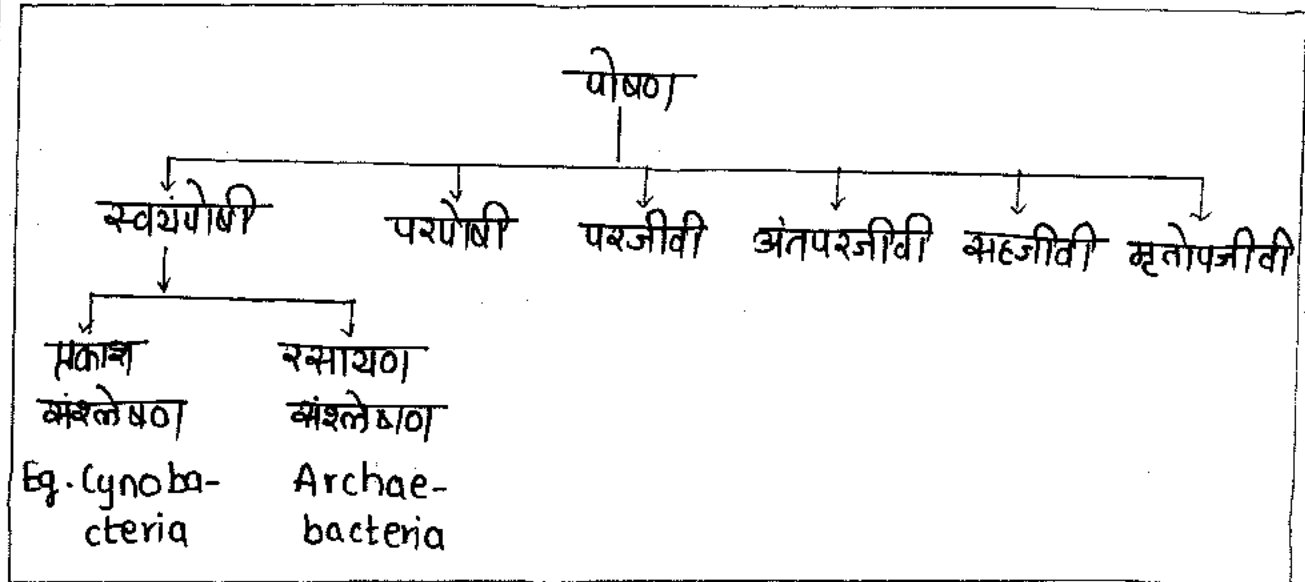 पोषण
स्वयंपोषी परपोषी परजीवी अंतपरजीवी सहजीवी मृतोपजीवी
प्रकाश रसायण
संश्लेषण संश्लेषण
Eg. Cynoba- Archae-
cteria bacteria